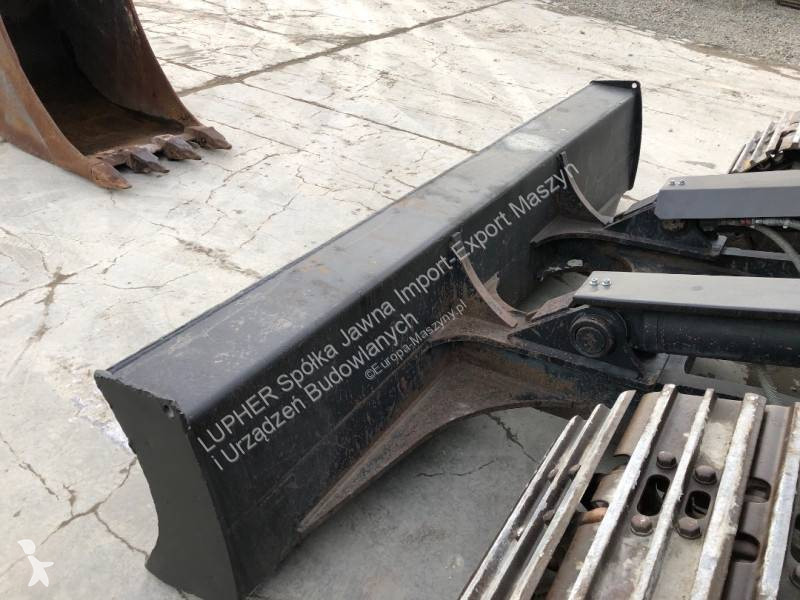 LUPHER Spółka Jawna Import-Export Maszyn
i Urządzeń Budowlanych
©Europa-Maszyny.pl